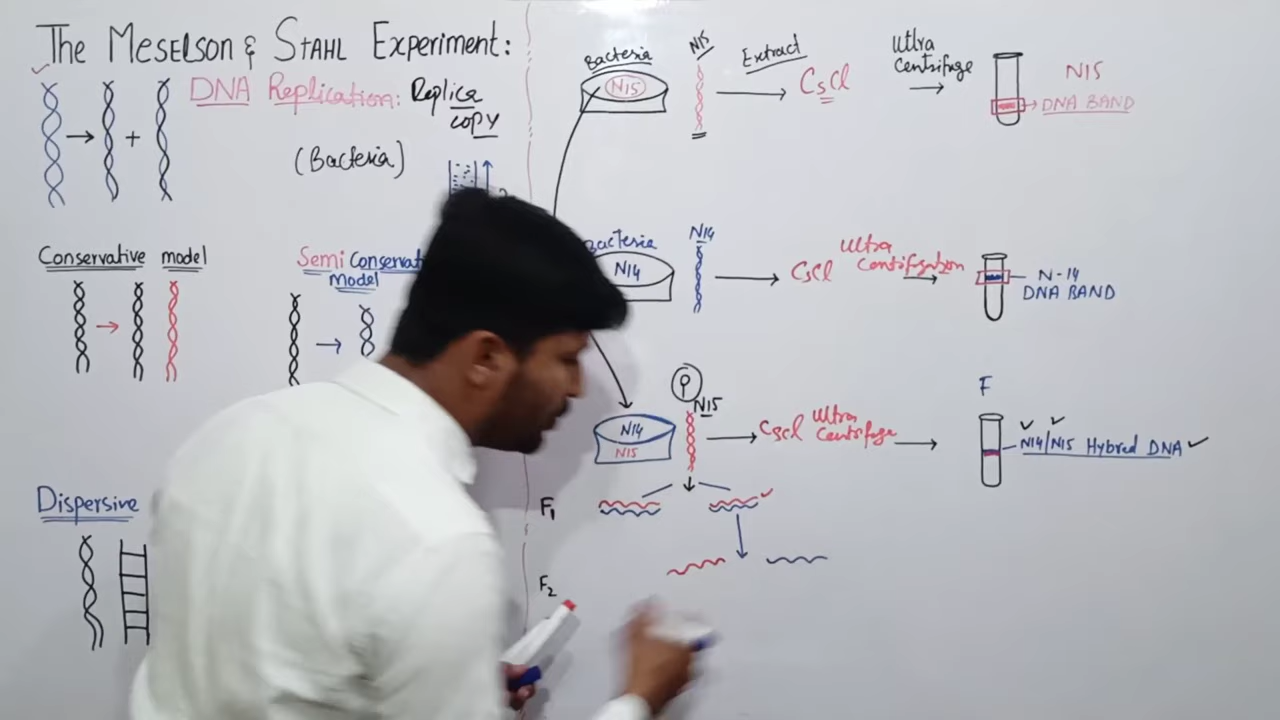 The Meselson & Stahl Experiment:
DNA Replication: Replica
copy
(Bacteria)
Conservative model
Semi Conservat
Model
Dispersive
Bacteria
N15
N15
Extract
CsCl
Utlra
Centrifuge
N15
DNA BAND
Bacteria
N14
N14
CsCl
Ultra
Centrifugation
N-14
DNA BAND
P
N15
N14
N15
CsCl Ultra
Centrifuge
F
N14/N15 Hybred DNA
F1
F2